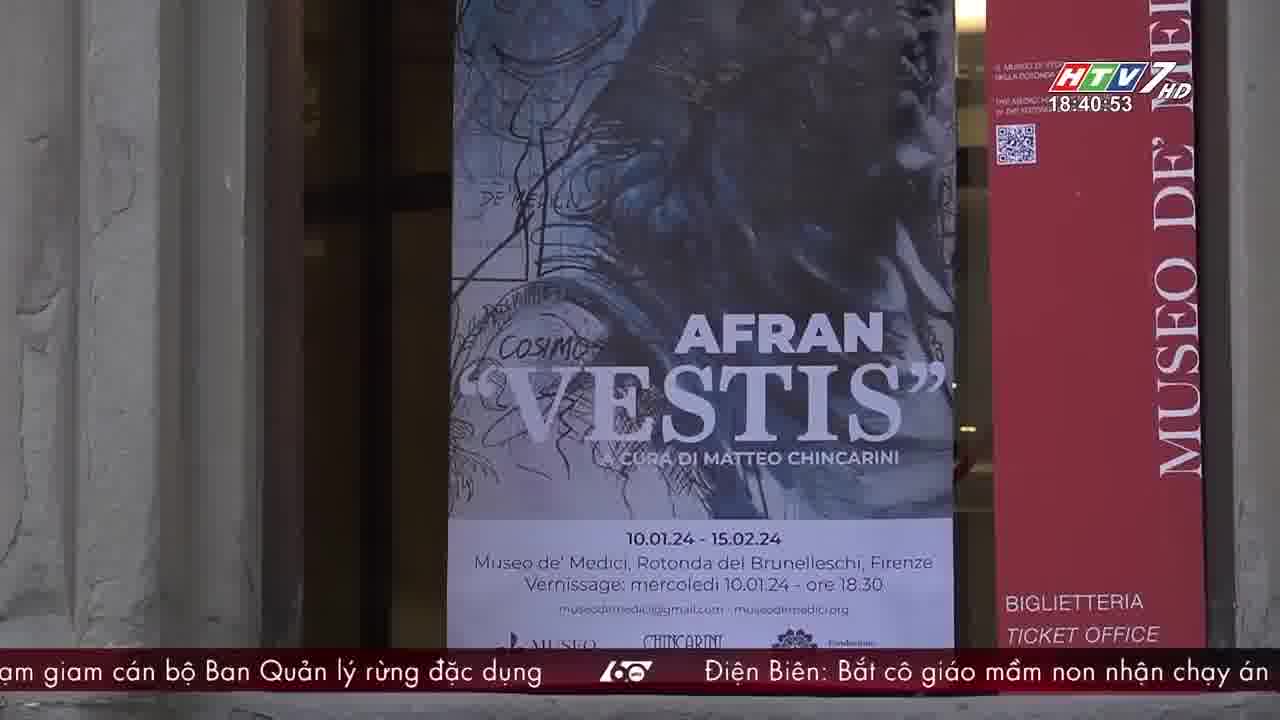 HTV7 HD
18:40:53
DE' MEDICI
COSIMO
AFRAN
“VESTIS”
A CURA DI MATTEO CHINCARINI
10.01.24 - 15.02.24
Museo de' Medici, Rotonda del Brunelleschi, Firenze
Vernissage: mercoledì 10.01.24 - ore 18.30
museodemedici@gmail.com - museodemedici.org
MUSEO
CHINCARINI
Fondazione
MUSEO DE'
BIGLIETTERIA
TICKET OFFICE
giam cán bộ Ban Quản lý rừng đặc dụng
60
Điện Biên: Bắt cô giáo mầm non nhận chạy án